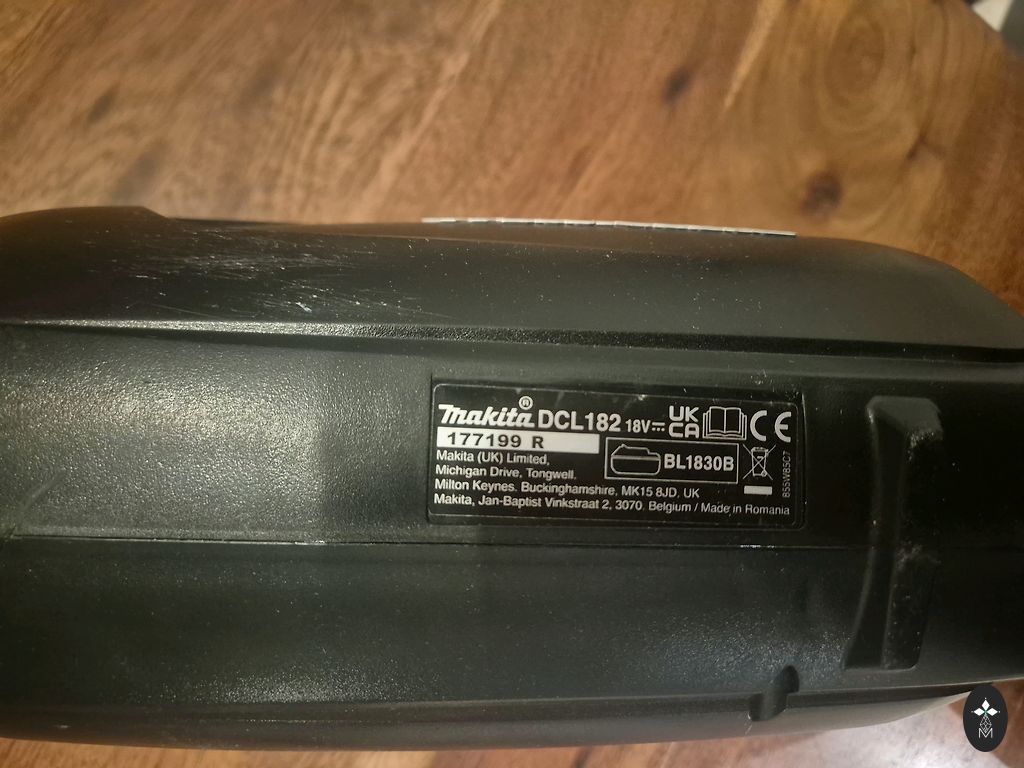 makita® DCL182 18V UK CA CE
177199 R
BL1830B
Makita (UK) Limited,
Michigan Drive, Tongwell,
Milton Keynes. Buckinghamshire, MK15 8JD. UK
Makita, Jan-Baptist Vinkstraat 2, 3070. Belgium / Made in Romania
855W85C7
M